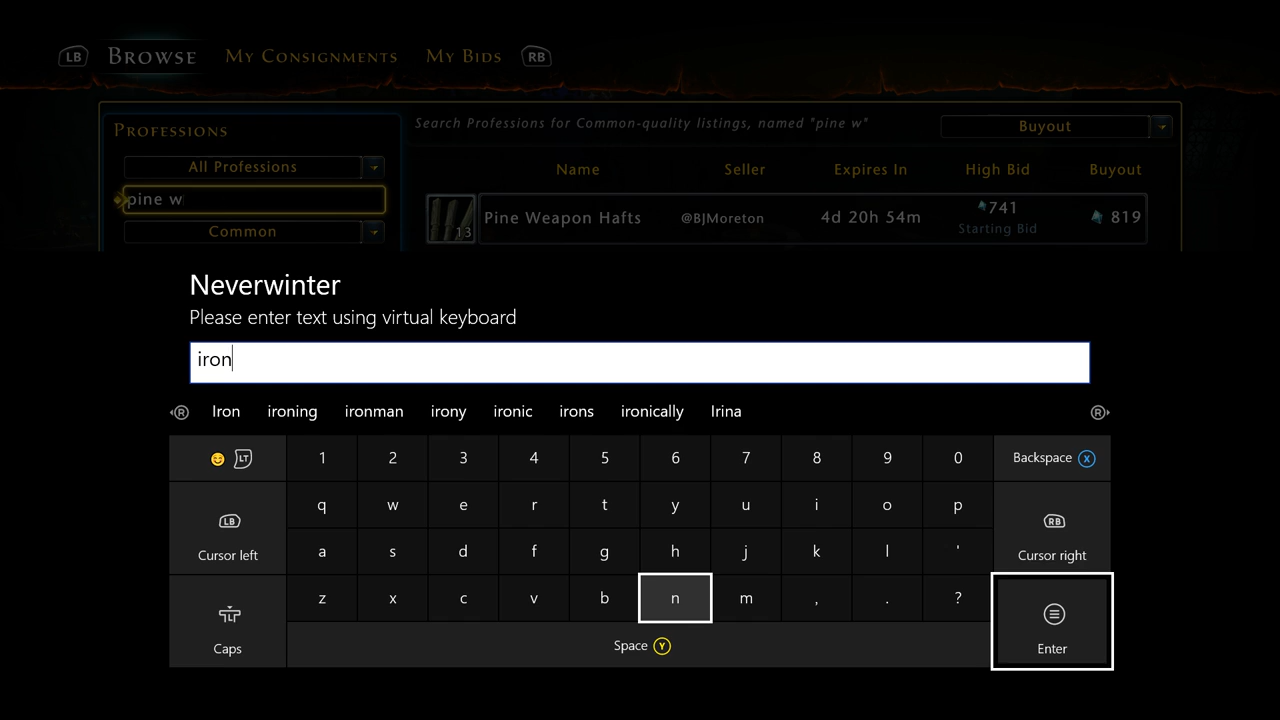 LB Browse My Consignments My Bids RB
Professions
Search Professions for Common-quality listings, named "pine w"
Buyout
All Professions
Name Seller Expires In High Bid Buyout
pine w
13 Pine Weapon Hafts @BJMoreton 4d 20h 54m 741 819
Starting Bid
Common
Neverwinter
Please enter text using virtual keyboard
iron
R Iron ironing ironman irony ironic irons ironically Irina R
LT 1 2 3 4 5 6 7 8 9 0 Backspace X
q w e r t y u i o p
LB Cursor left
RB Cursor right
a s d f g h j k l '
z x c v b n m , . ?
LT Caps
Space Y
Enter